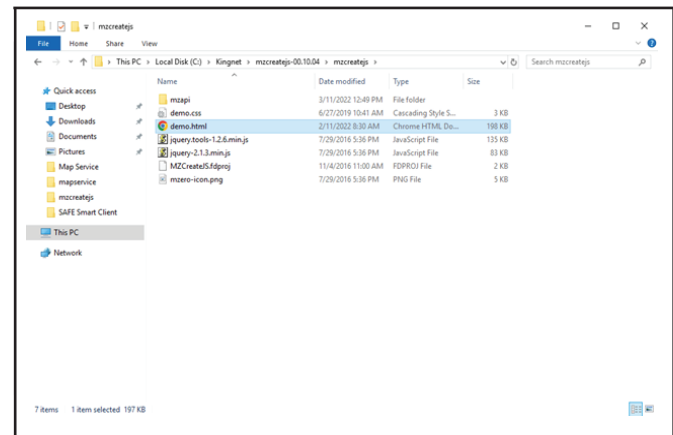 mzcreatejs
File Home Share View
This PC > Local Disk (C:) > Kingnet > mzcreatejs-00.10.04 > mzcreatejs > Search mzcreatejs
Name Date modified Type Size
Quick access
Desktop
Downloads
Documents
Pictures
Map Service
mapservice
mzcreatejs
SAFE Smart Client
This PC
Network
mzapi 3/11/2022 12:49 PM File folder
demo.css 6/27/2019 10:41 AM Cascading Style S... 3 KB
demo.html 2/11/2022 8:30 AM Chrome HTML Do... 198 KB
jquery.tools-1.2.6.min.js 7/29/2016 5:36 PM JavaScript File 135 KB
jquery-2.1.3.min.js 7/29/2016 5:36 PM JavaScript File 83 KB
MZCreateJS.fdproj 11/4/2016 11:00 AM FDPROJ File 2 KB
mzero-icon.png 7/29/2016 5:36 PM PNG File 5 KB
7 items 1 item selected 197 KB